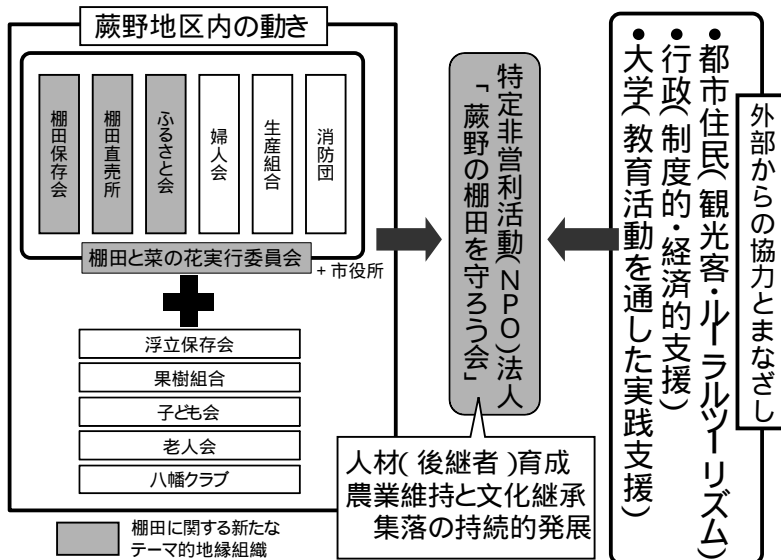 蕨野地区内の動き
棚田保存会
棚田直売所
ふるさと会
婦人会
生産組合
消防団
棚田と菜の花実行委員会
+市役所
浮立保存会
果樹組合
子ども会
老人会
八幡クラブ
棚田に関する新たな
テーマ的地縁組織
特定非営利活動(NPO)法人
「蕨野の棚田を守ろう会」
人材(後継者)育成
農業維持と文化継承
集落の持続的発展
外部からの協力とまなざし
●都市住民(観光客・ルーラルツーリズム)
●行政(制度的・経済的支援)
●大学(教育活動を通した実践支援)